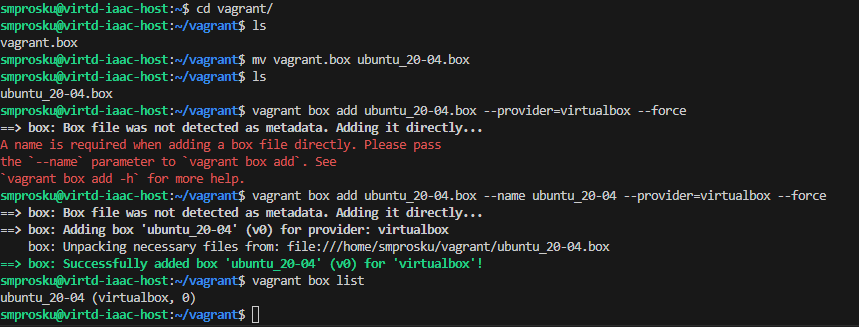 smprosku@virtd-iaac-host:~$ cd vagrant/
smprosku@virtd-iaac-host:~/vagrant$ ls
vagrant.box
smprosku@virtd-iaac-host:~/vagrant$ mv vagrant.box ubuntu_20-04.box
smprosku@virtd-iaac-host:~/vagrant$ ls
ubuntu_20-04.box
smprosku@virtd-iaac-host:~/vagrant$ vagrant box add ubuntu_20-04.box --provider=virtualbox --force
==> box: Box file was not detected as metadata. Adding it directly...
A name is required when adding a box file directly. Please pass
the `--name` parameter to `vagrant box add`. See
`vagrant box add -h` for more help.
smprosku@virtd-iaac-host:~/vagrant$ vagrant box add ubuntu_20-04.box --name ubuntu_20-04 --provider=virtualbox --force
==> box: Box file was not detected as metadata. Adding it directly...
==> box: Adding box 'ubuntu_20-04' (v0) for provider: virtualbox
    box: Unpacking necessary files from: file:///home/smprosku/vagrant/ubuntu_20-04.box
==> box: Successfully added box 'ubuntu_20-04' (v0) for 'virtualbox'!
smprosku@virtd-iaac-host:~/vagrant$ vagrant box list
ubuntu_20-04 (virtualbox, 0)
smprosku@virtd-iaac-host:~/vagrant$